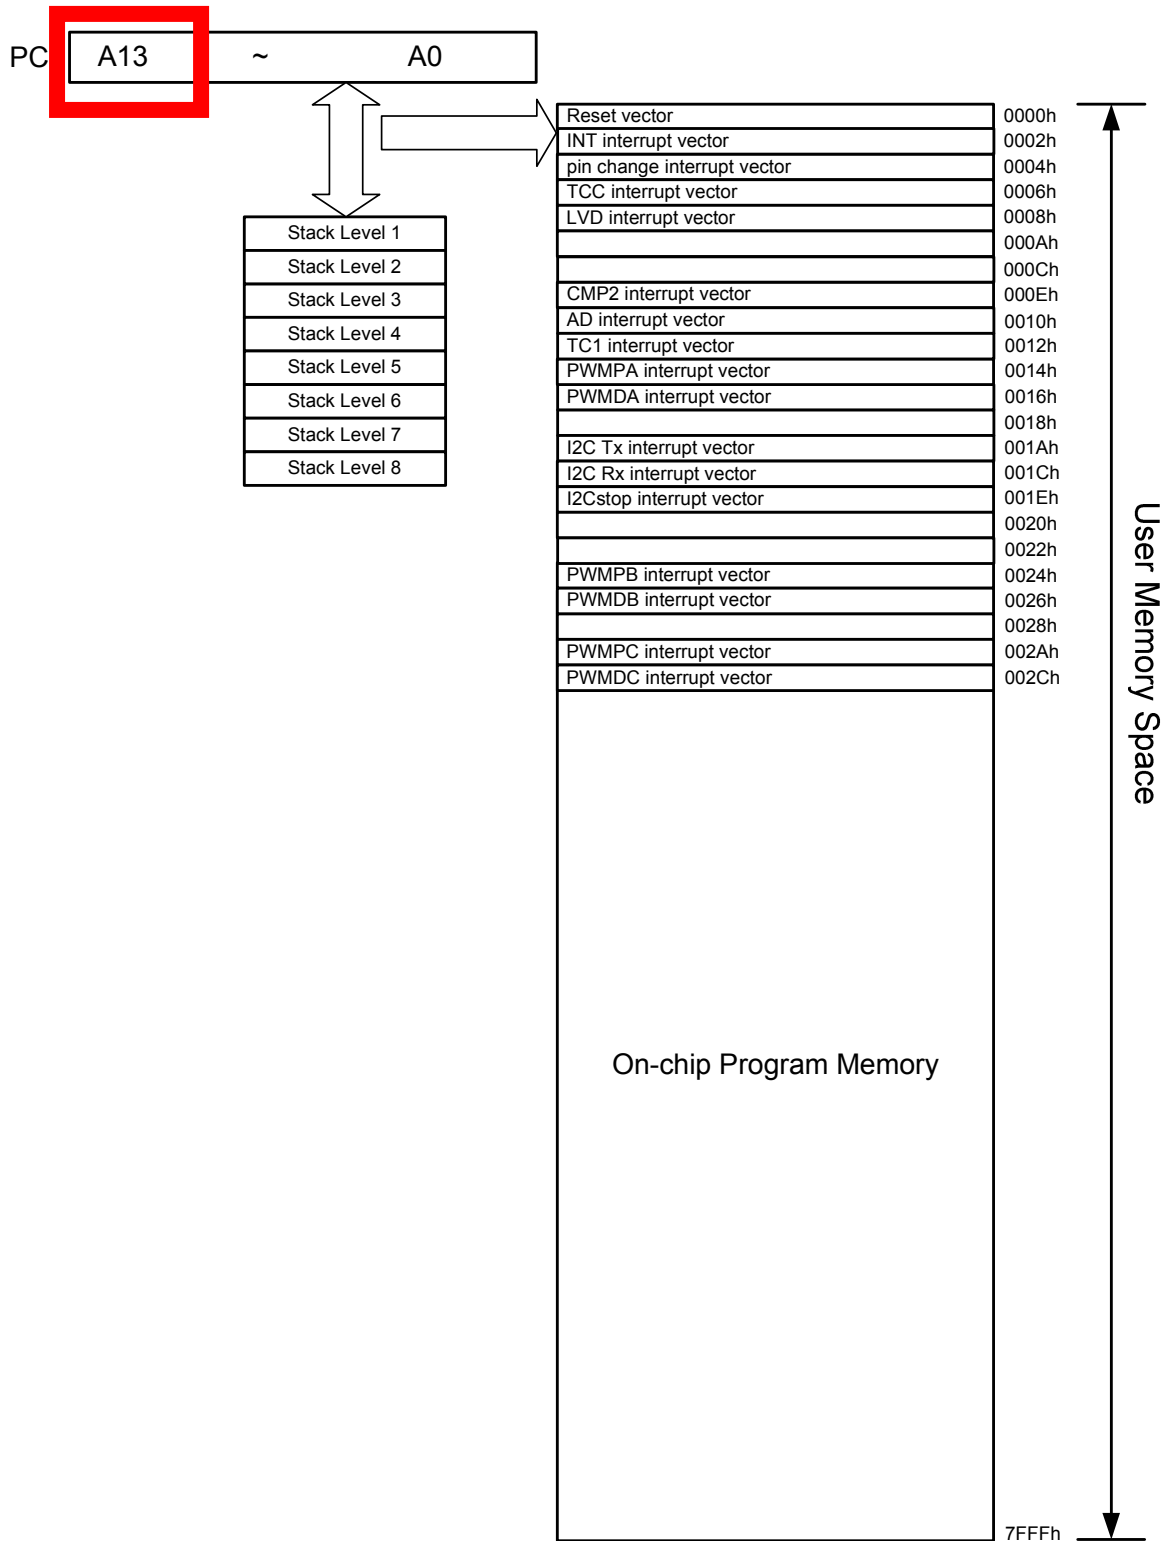 PC A13 ~ A0
Stack Level 1
Stack Level 2
Stack Level 3
Stack Level 4
Stack Level 5
Stack Level 6
Stack Level 7
Stack Level 8
Reset vector 0000h
INT interrupt vector 0002h
pin change interrupt vector 0004h
TCC interrupt vector 0006h
LVD interrupt vector 0008h
000Ah
000Ch
CMP2 interrupt vector 000Eh
AD interrupt vector 0010h
TC1 interrupt vector 0012h
PWMPA interrupt vector 0014h
PWMDA interrupt vector 0016h
0018h
I2C Tx interrupt vector 001Ah
I2C Rx interrupt vector 001Ch
I2Cstop interrupt vector 001Eh
0020h
0022h
PWMPB interrupt vector 0024h
PWMDB interrupt vector 0026h
0028h
PWMPC interrupt vector 002Ah
PWMDC interrupt vector 002Ch
On-chip Program Memory
7FFFh
User Memory Space